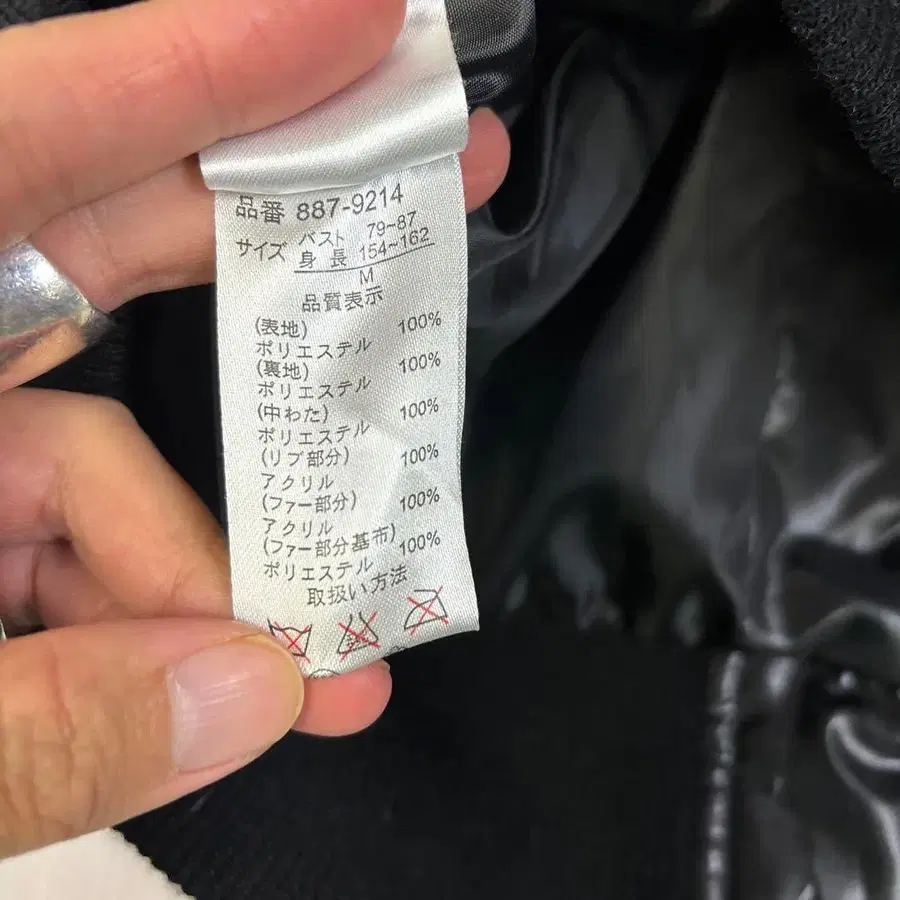 品番 887-9214
サイズ バスト 79~87
身長 154~162
M
品質表示
(表地)
ポリエステル 100%
(裏地)
ポリエステル 100%
(中わた)
ポリエステル 100%
(リブ部分)
アクリル 100%
(ファー部分)
アクリル 100%
(ファー部分基布)
ポリエステル 100%
取扱い方法